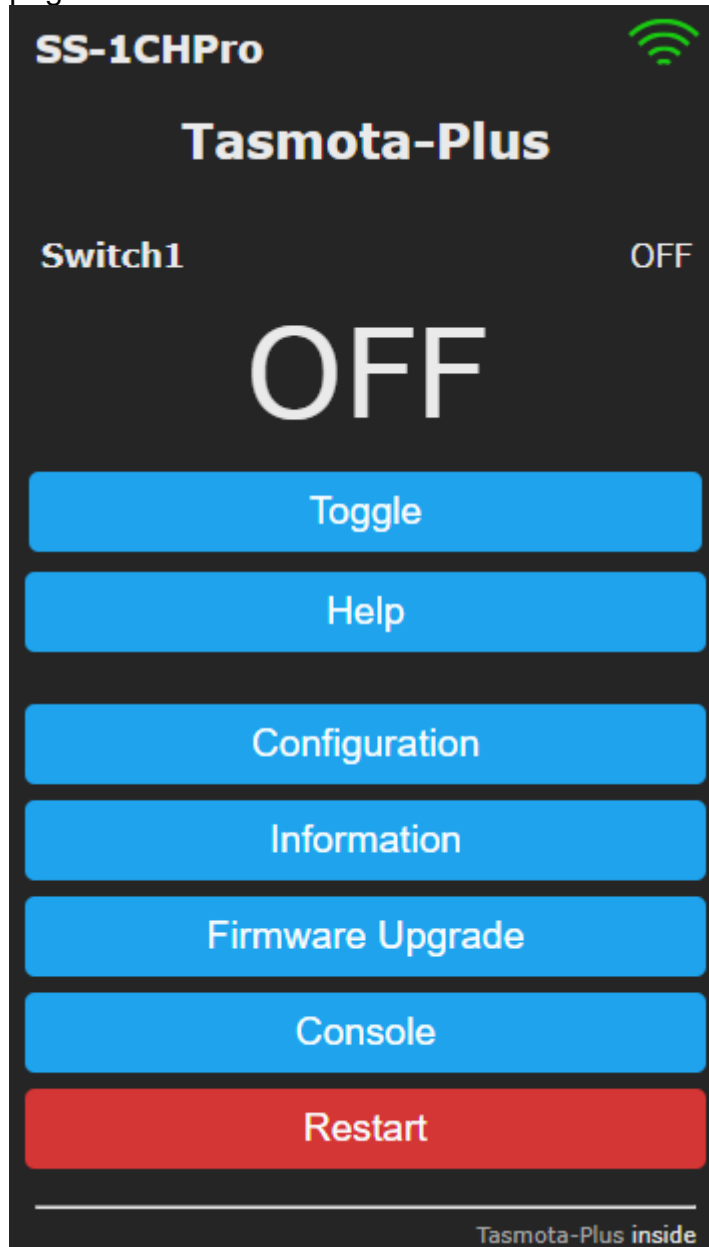 SS-1CHPro
Tasmota-Plus
Switch1 OFF
OFF
Toggle
Help
Configuration
Information
Firmware Upgrade
Console
Restart
Tasmota-Plus inside